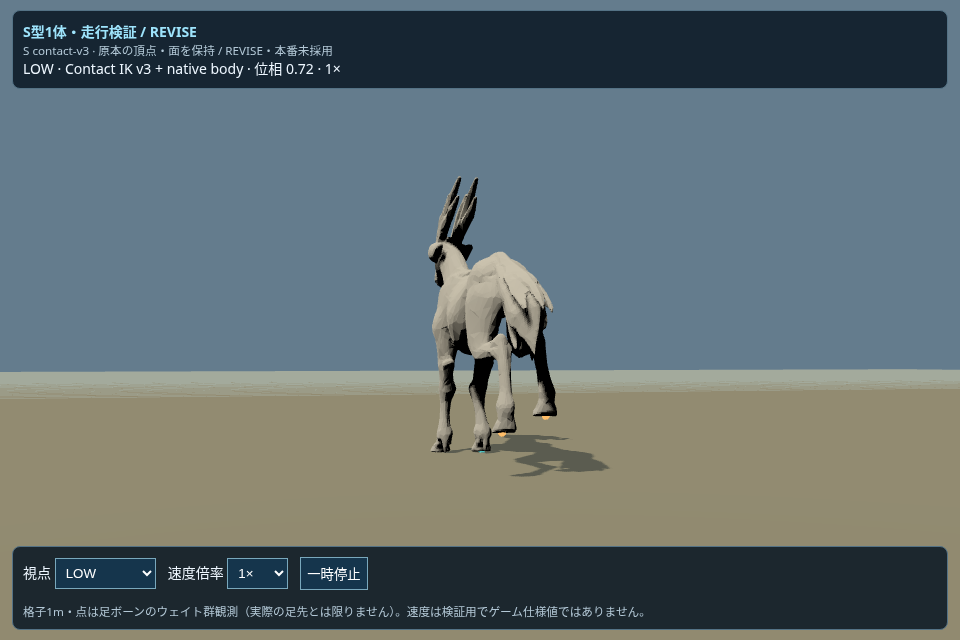 S型1体・走行検証 / REVISE
S contact-v3 · 原本の頂点・面を保持 / REVISE・本番未採用
LOW · Contact IK v3 + native body · 位相 0.72 · 1×
視点 LOW 速度倍率 1× 一時停止
格子1m・点は足ボーンのウェイト群観測（実際の足先とは限りません）。速度は検証用でゲーム仕様値ではありません。